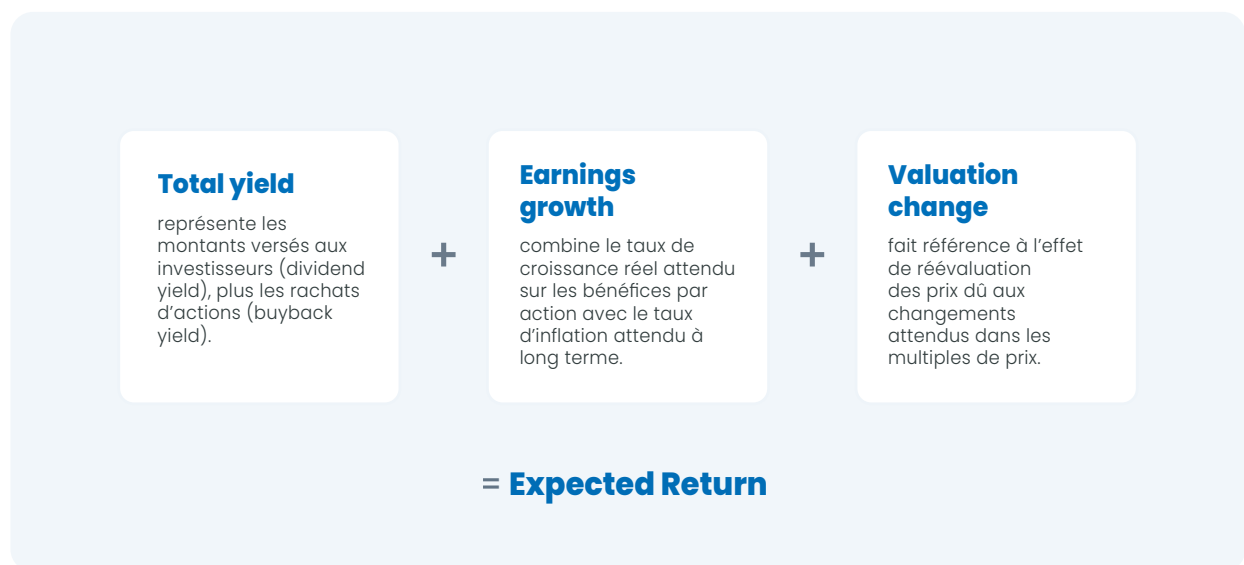 Total yield
représente les
montants versés aux
investisseurs (dividend
yield), plus les rachats
d’actions (buyback
yield).
+
Earnings
growth
combine le taux de
croissance réel attendu
sur les bénéfices par
action avec le taux
d’inflation attendu à
long terme.
+
Valuation
change
fait référence à l’effet
de réévaluation
des prix dû aux
changements
attendus dans les
multiples de prix.
= Expected Return